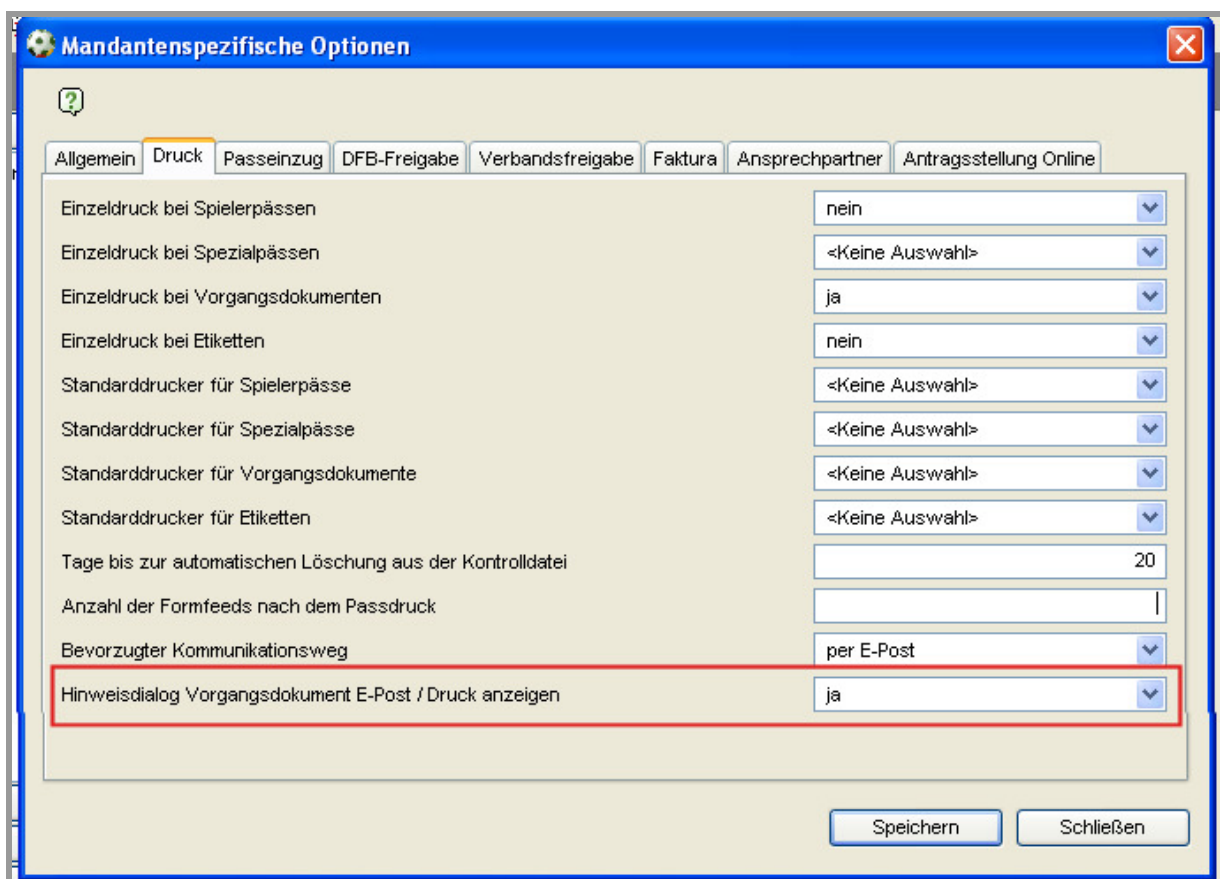 Mandantenspezifische Optionen
Allgemein Druck Passeinzug DFB-Freigabe Verbandsfreigabe Faktura Ansprechpartner Antragsstellung Online
Einzeldruck bei Spielerpässen nein
Einzeldruck bei Spezialpässen <Keine Auswahl>
Einzeldruck bei Vorgangsdokumenten ja
Einzeldruck bei Etiketten nein
Standarddrucker für Spielerpässe <Keine Auswahl>
Standarddrucker für Spezialpässe <Keine Auswahl>
Standarddrucker für Vorgangsdokumente <Keine Auswahl>
Standarddrucker für Etiketten <Keine Auswahl>
Tage bis zur automatischen Löschung aus der Kontrolldatei 20
Anzahl der Formfeeds nach dem Passdruck
Bevorzugter Kommunikationsweg per E-Post
Hinweisdialog Vorgangsdokument E-Post / Druck anzeigen ja
Speichern Schließen